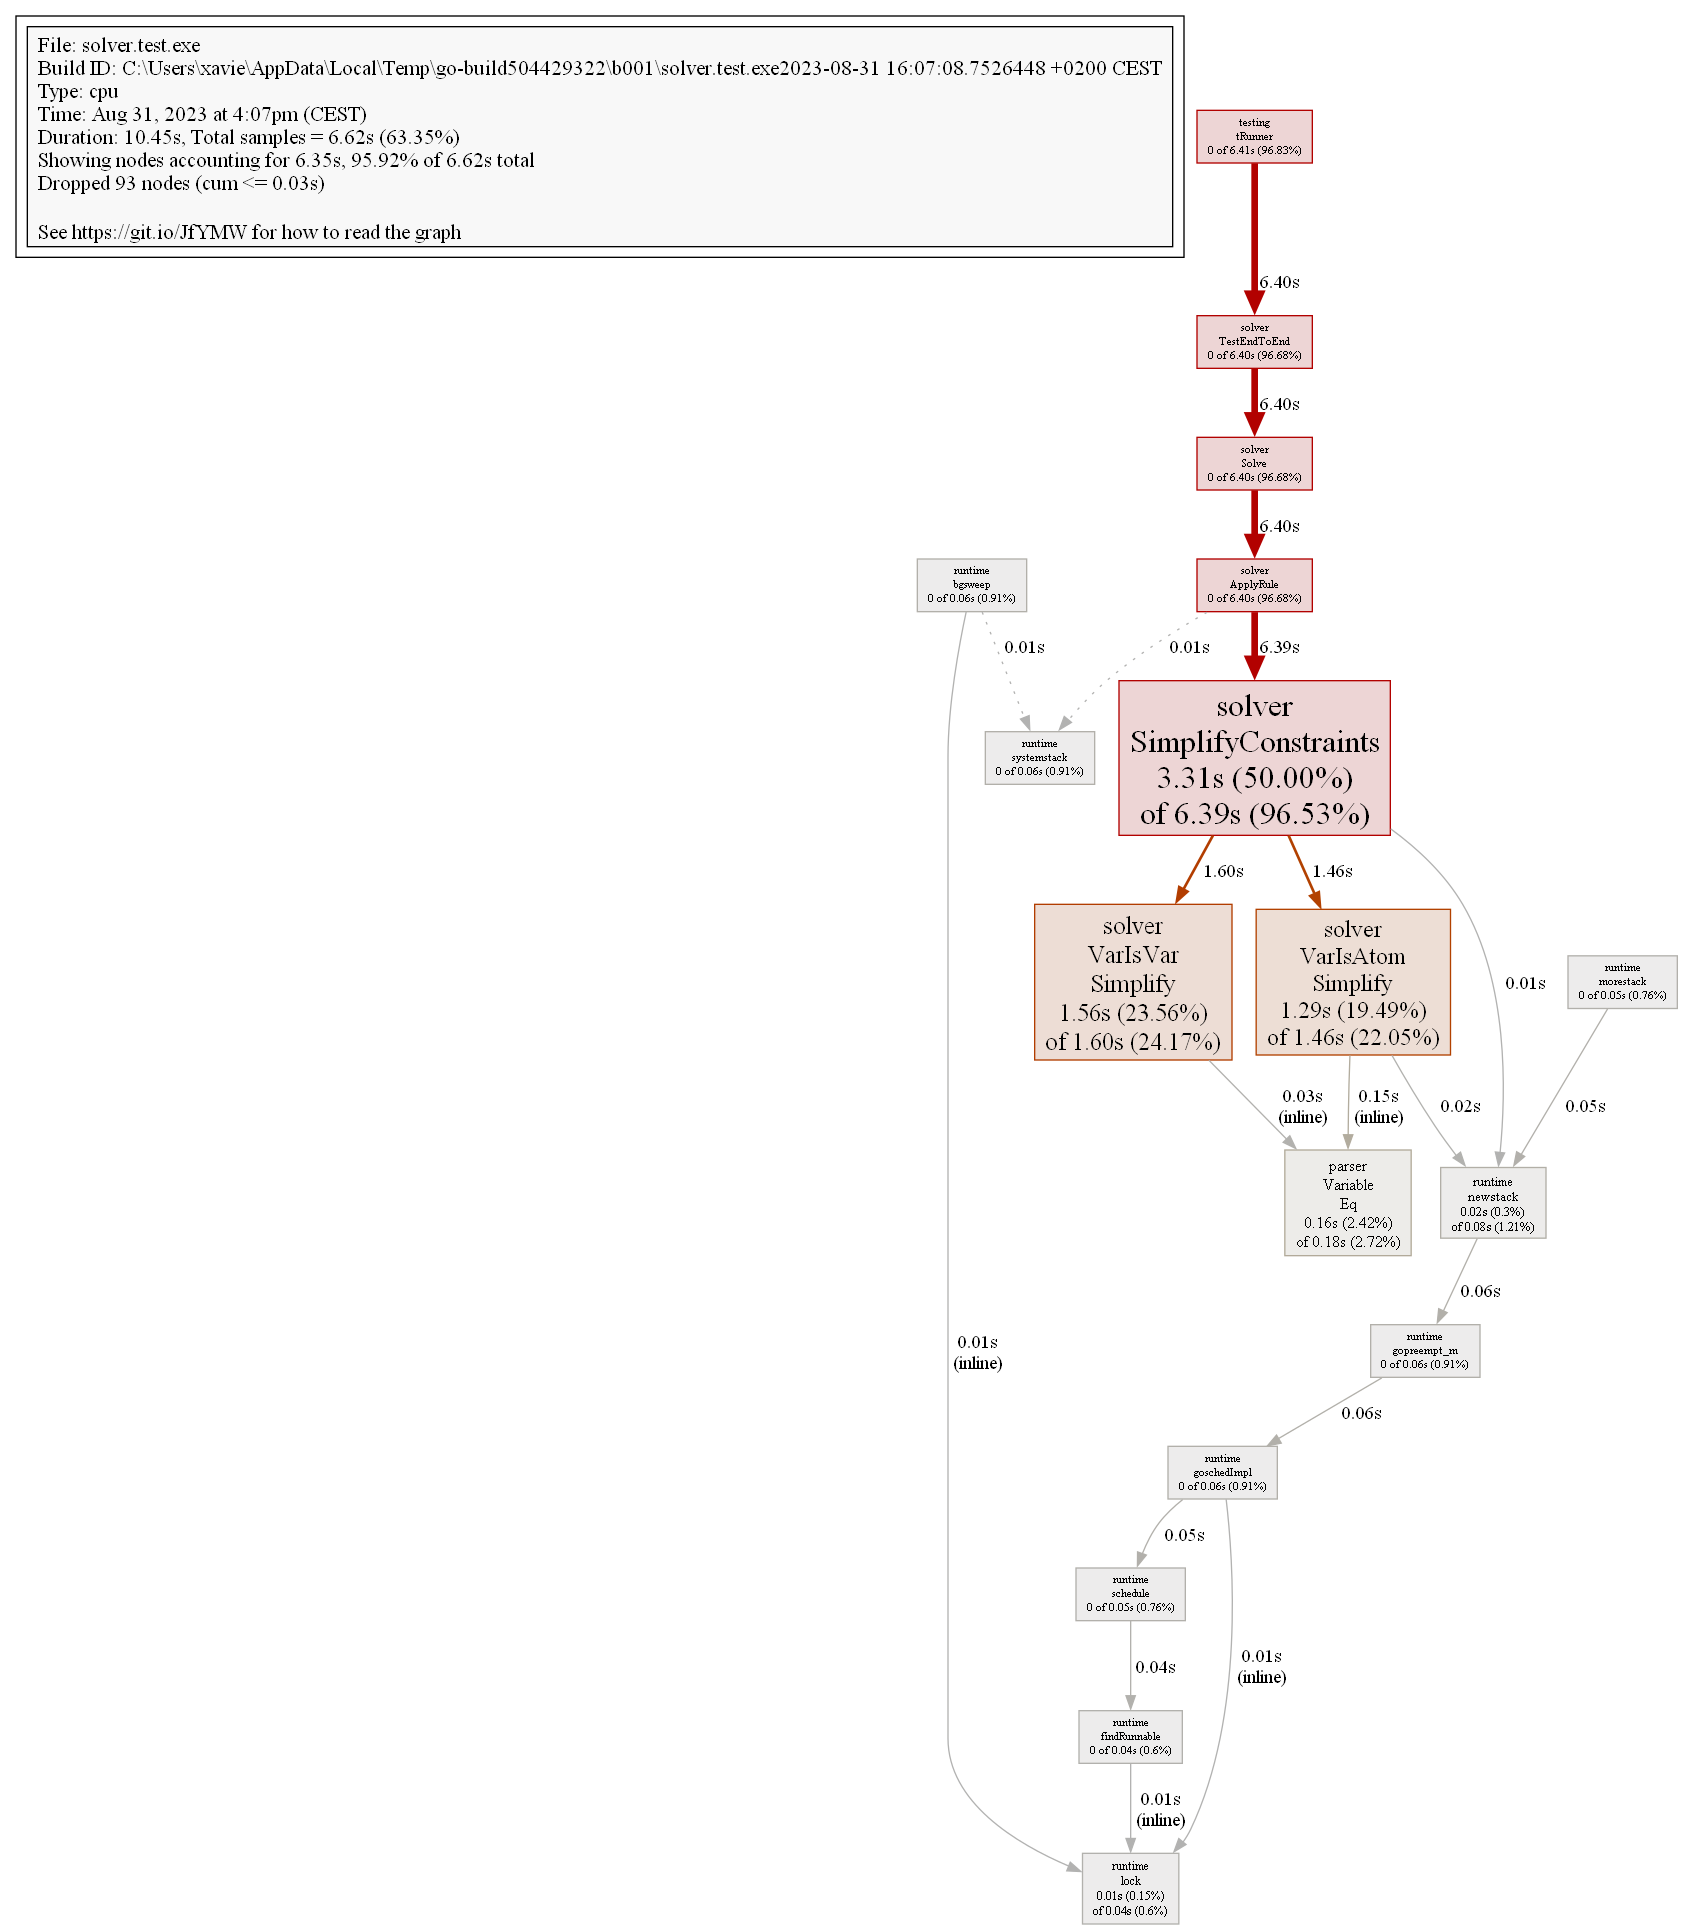 File: solver.test.exe
Build ID: C:\Users\xavie\AppData\Local\Temp\go-build504429322\b001\solver.test.exe2023-08-31 16:07:08.7526448 +0200 CEST
Type: cpu
Time: Aug 31, 2023 at 4:07pm (CEST)
Duration: 10.45s, Total samples = 6.62s (63.35%)
Showing nodes accounting for 6.35s, 95.92% of 6.62s total
Dropped 93 nodes (cum <= 0.03s)
See https://git.io/JfYMW for how to read the graph
testing
tRunner
0 of 6.41s (96.83%)
6.40s
solver
TestEndToEnd
0 of 6.40s (96.68%)
6.40s
solver
Solve
0 of 6.40s (96.68%)
6.40s
runtime
bgsweep
0 of 0.06s (0.91%)
solver
ApplyRule
0 of 6.40s (96.68%)
0.01s
0.01s
6.39s
runtime
systemstack
0 of 0.06s (0.91%)
solver
SimplifyConstraints
3.31s (50.00%)
of 6.39s (96.53%)
1.60s
1.46s
solver
VarIsVar
Simplify
1.56s (23.56%)
of 1.60s (24.17%)
solver
VarIsAtom
Simplify
1.29s (19.49%)
of 1.46s (22.05%)
0.01s
runtime
morestack
0 of 0.05s (0.76%)
0.03s
(inline)
0.15s
(inline)
0.02s
0.05s
parser
Variable
Eq
0.16s (2.42%)
of 0.18s (2.72%)
runtime
newstack
0.02s (0.3%)
of 0.08s (1.21%)
0.06s
0.01s
(inline)
runtime
gopreempt_m
0 of 0.06s (0.91%)
0.06s
runtime
goschedImpl
0 of 0.06s (0.91%)
0.05s
runtime
schedule
0 of 0.05s (0.76%)
0.04s
0.01s
(inline)
runtime
findRunnable
0 of 0.04s (0.6%)
0.01s
(inline)
runtime
lock
0.01s (0.15%)
of 0.04s (0.6%)